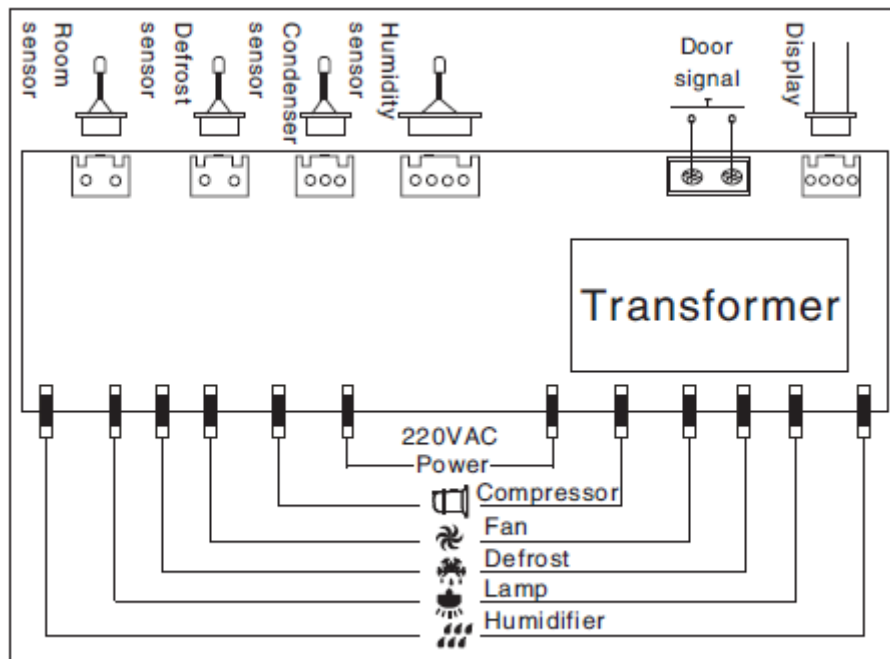 Room
sensor
Defrost
sensor
Condenser
sensor
Humidity
sensor
Door
signal
Display
Transformer
220VAC
Power
Compressor
Fan
Defrost
Lamp
Humidifier